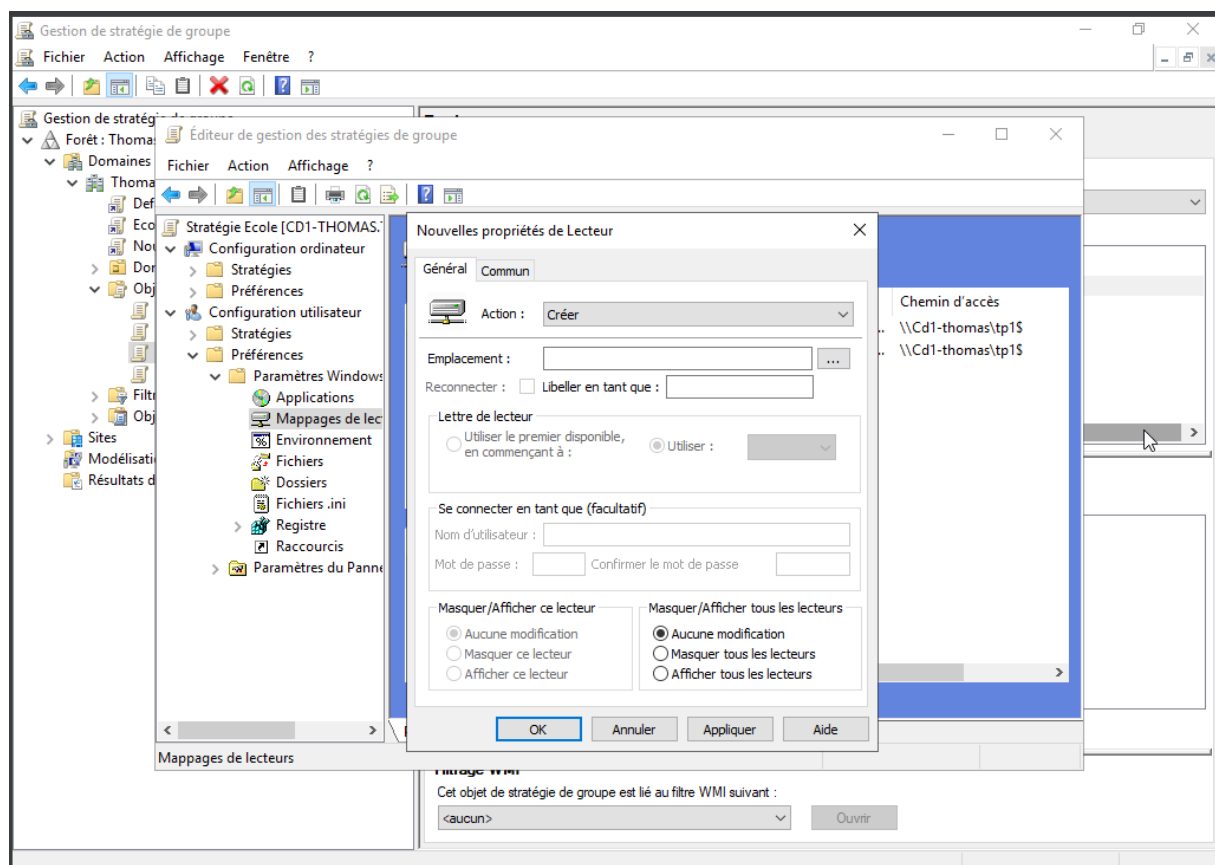 Gestion de stratégie de groupe
Fichier Action Affichage Fenêtre ?
Gestion de stratég
Forêt : Thomas
Domaines
Thoma
Def
Eco
Nou
Dor
Obj
Filtr
Obj
Sites
Modélisati
Résultats d
Éditeur de gestion des stratégies de groupe
Fichier Action Affichage ?
Stratégie Ecole [CD1-THOMAS.
Configuration ordinateur
Stratégies
Préférences
Configuration utilisateur
Stratégies
Préférences
Paramètres Windows
Applications
Mappages de lec
Environnement
Fichiers
Dossiers
Fichiers .ini
Registre
Raccourcis
Paramètres du Panne
Mappages de lecteurs
Chemin d'accès
\\Cd1-thomas\tp1$
\\Cd1-thomas\tp1$
Nouvelles propriétés de Lecteur
Général Commun
Action : Créer
Emplacement : ...
Reconnecter : Libeller en tant que :
Lettre de lecteur
Utiliser le premier disponible,
en commençant à :
Utiliser :
Se connecter en tant que (facultatif)
Nom d'utilisateur :
Mot de passe : Confirmer le mot de passe
Masquer/Afficher ce lecteur
Aucune modification
Masquer ce lecteur
Afficher ce lecteur
Masquer/Afficher tous les lecteurs
Aucune modification
Masquer tous les lecteurs
Afficher tous les lecteurs
OK Annuler Appliquer Aide
Filtrage WMI
Cet objet de stratégie de groupe est lié au filtre WMI suivant :
<aucun> Ouvrir